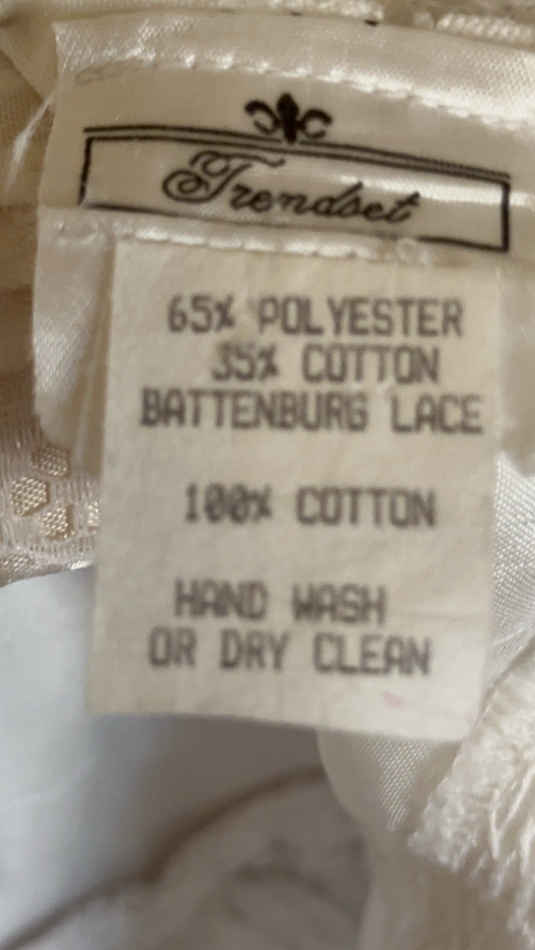 Trendset
65% POLYESTER
35% COTTON
BATTENBURG LACE
100% COTTON
HAND WASH
OR DRY CLEAN